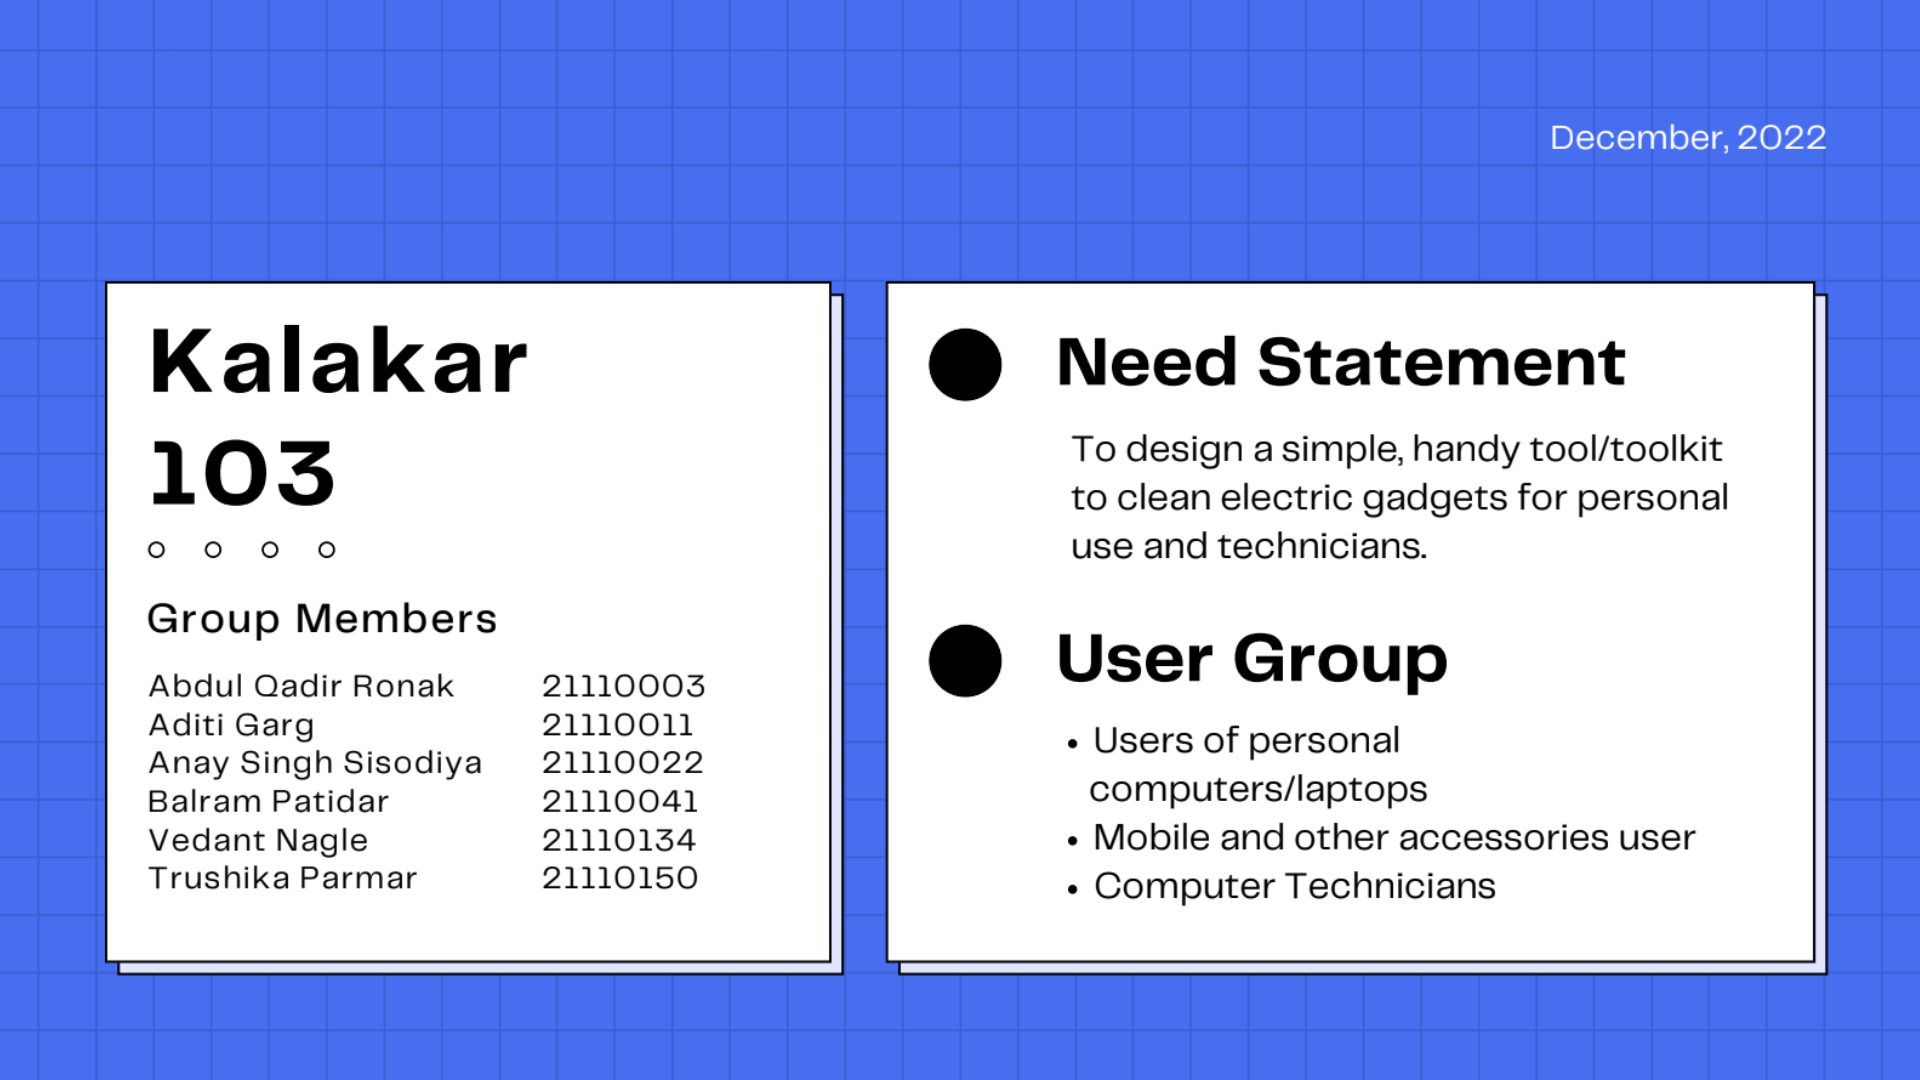 December, 2022
Kalakar
103
Group Members
Abdul Qadir Ronak 21110003
Aditi Garg 21110011
Anay Singh Sisodiya 21110022
Balram Patidar 21110041
Vedant Nagle 21110134
Trushika Parmar 21110150
Need Statement
To design a simple, handy tool/toolkit
to clean electric gadgets for personal
use and technicians.
User Group
• Users of personal
computers/laptops
• Mobile and other accessories user
• Computer Technicians